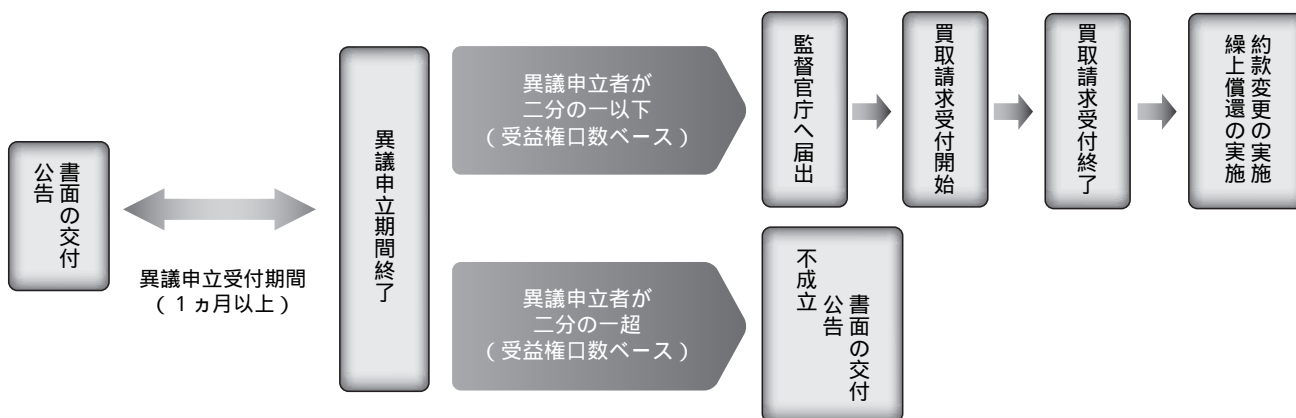 書面の交付
公告
異議申立受付期間
（１ヵ月以上）
異議申立期間終了
異議申立者が
二分の一以下
（受益権口数ベース）
監督官庁へ届出
買取請求受付開始
買取請求受付終了
約款変更の実施
繰上償還の実施
異議申立者が
二分の一超
（受益権口数ベース）
不成立
書面の交付
公告